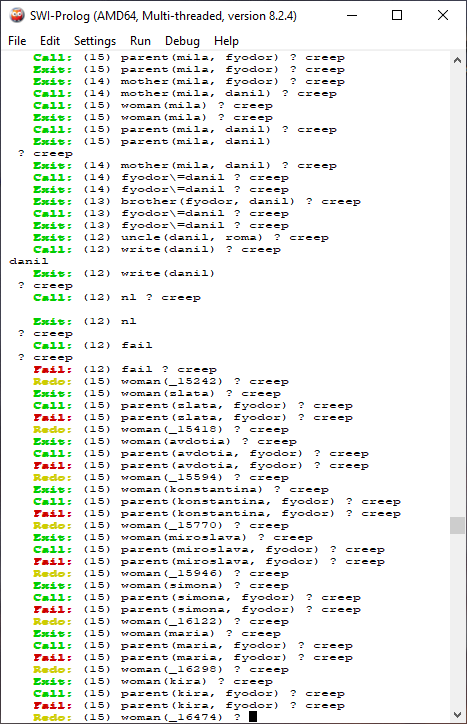 SWI-Prolog (AMD64, Multi-threaded, version 8.2.4)
File Edit Settings Run Debug Help
Call: (15) parent(mila, fyodor) ? creep
Exit: (15) parent(mila, fyodor) ? creep
Exit: (14) mother(mila, fyodor) ? creep
Call: (14) mother(mila, danil) ? creep
Call: (15) woman(mila) ? creep
Exit: (15) woman(mila) ? creep
Call: (15) parent(mila, danil) ? creep
Exit: (15) parent(mila, danil)
? creep
Exit: (14) mother(mila, danil) ? creep
Call: (14) fyodor\=danil ? creep
Exit: (14) fyodor\=danil ? creep
Exit: (13) brother(fyodor, danil) ? creep
Call: (13) fyodor\=danil ? creep
Exit: (13) fyodor\=danil ? creep
Exit: (12) uncle(danil, roma) ? creep
Call: (12) write(danil) ? creep
danil
Exit: (12) write(danil)
? creep
Call: (12) nl ? creep
Exit: (12) nl
? creep
Call: (12) fail
? creep
Fail: (12) fail ? creep
Redo: (15) woman(_15242) ? creep
Exit: (15) woman(zlata) ? creep
Call: (15) parent(zlata, fyodor) ? creep
Fail: (15) parent(zlata, fyodor) ? creep
Redo: (15) woman(_15418) ? creep
Exit: (15) woman(avdotia) ? creep
Call: (15) parent(avdotia, fyodor) ? creep
Fail: (15) parent(avdotia, fyodor) ? creep
Redo: (15) woman(_15594) ? creep
Exit: (15) woman(konstantina) ? creep
Call: (15) parent(konstantina, fyodor) ? creep
Fail: (15) parent(konstantina, fyodor) ? creep
Redo: (15) woman(_15770) ? creep
Exit: (15) woman(miroslava) ? creep
Call: (15) parent(miroslava, fyodor) ? creep
Fail: (15) parent(miroslava, fyodor) ? creep
Redo: (15) woman(_15946) ? creep
Exit: (15) woman(simona) ? creep
Call: (15) parent(simona, fyodor) ? creep
Fail: (15) parent(simona, fyodor) ? creep
Redo: (15) woman(_16122) ? creep
Exit: (15) woman(maria) ? creep
Call: (15) parent(maria, fyodor) ? creep
Fail: (15) parent(maria, fyodor) ? creep
Redo: (15) woman(_16298) ? creep
Exit: (15) woman(kira) ? creep
Call: (15) parent(kira, fyodor) ? creep
Fail: (15) parent(kira, fyodor) ? creep
Redo: (15) woman(_16474) ?